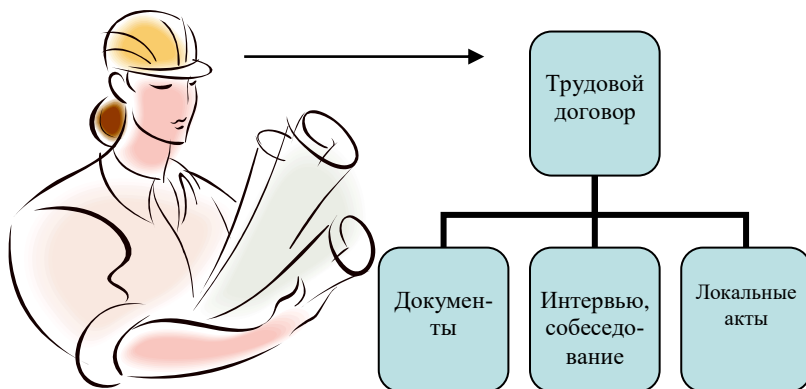 Трудовой
договор
Докумен-
ты
Интервью,
собеседо-
вание
Локальные
акты